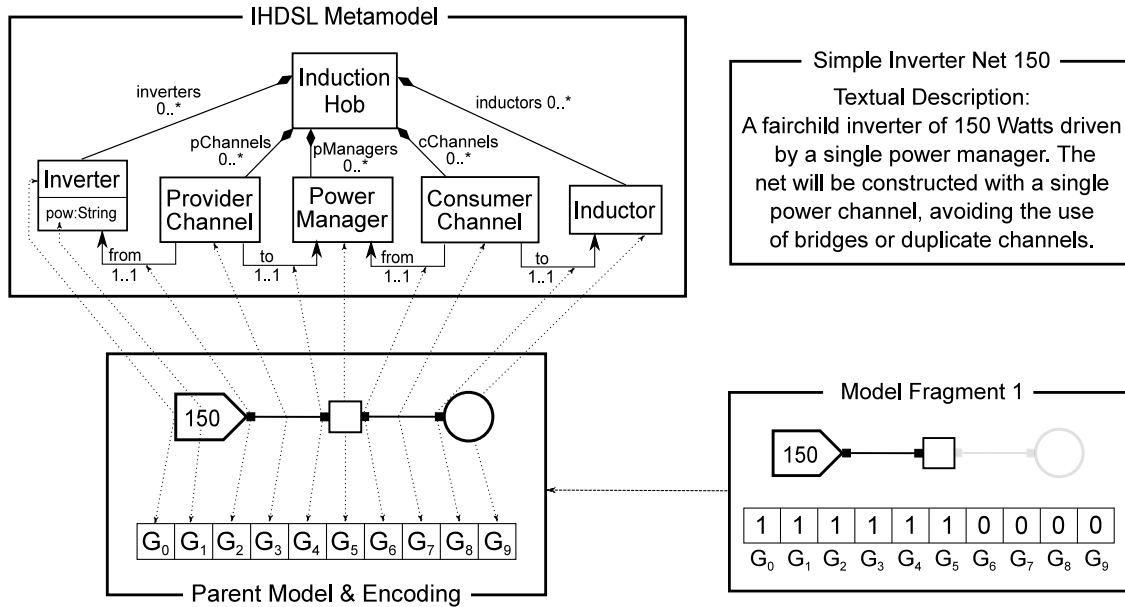 IHDSL Metamodel
Induction
Hob
inverters
0..*
inductors 0..*
pChannels
0..*
pManagers
0..*
cChannels
0..*
Inverter
pow:String
Provider
Channel
Power
Manager
Consumer
Channel
Inductor
from
1..1
to
1..1
from
1..1
to
1..1
Simple Inverter Net 150
Textual Description:
A fairchild inverter of 150 Watts driven
by a single power manager. The
net will be constructed with a single
power channel, avoiding the use
of bridges or duplicate channels.
150
G₀ G₁ G₂ G₃ G₄ G₅ G₆ G₇ G₈ G₉
Parent Model & Encoding
Model Fragment 1
150
1 1 1 1 1 1 0 0 0 0
G₀ G₁ G₂ G₃ G₄ G₅ G₆ G₇ G₈ G₉